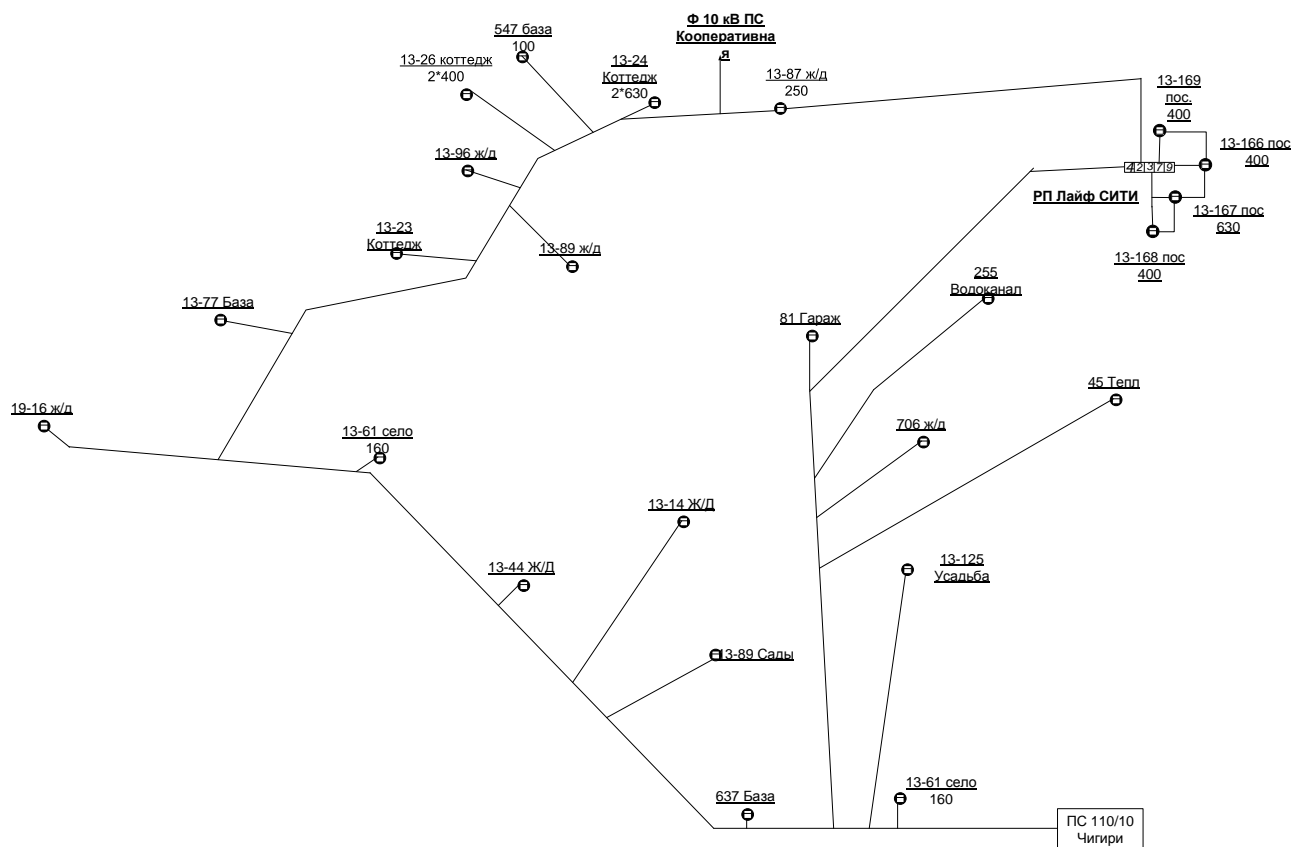 Ф 10 кВ ПС
Кооперативна
я
547 база
100
13-26 коттедж
2*400
13-24
Коттедж
2*630
13-87 ж/д
250
13-169
пос.
400
13-166 пос
400
13-96 ж/д
4 2 3 7 9
РП Лайф СИТИ
13-167 пос
630
13-23
Коттедж
13-89 ж/д
13-168 пос
400
255
Водоканал
13-77 База
81 Гараж
45 Тепл
19-16 ж/д
13-61 село
160
706 ж/д
13-14 Ж/Д
13-44 Ж/Д
13-125
Усадьба
13-89 Сады
13-61 село
160
637 База
ПС 110/10
Чигири